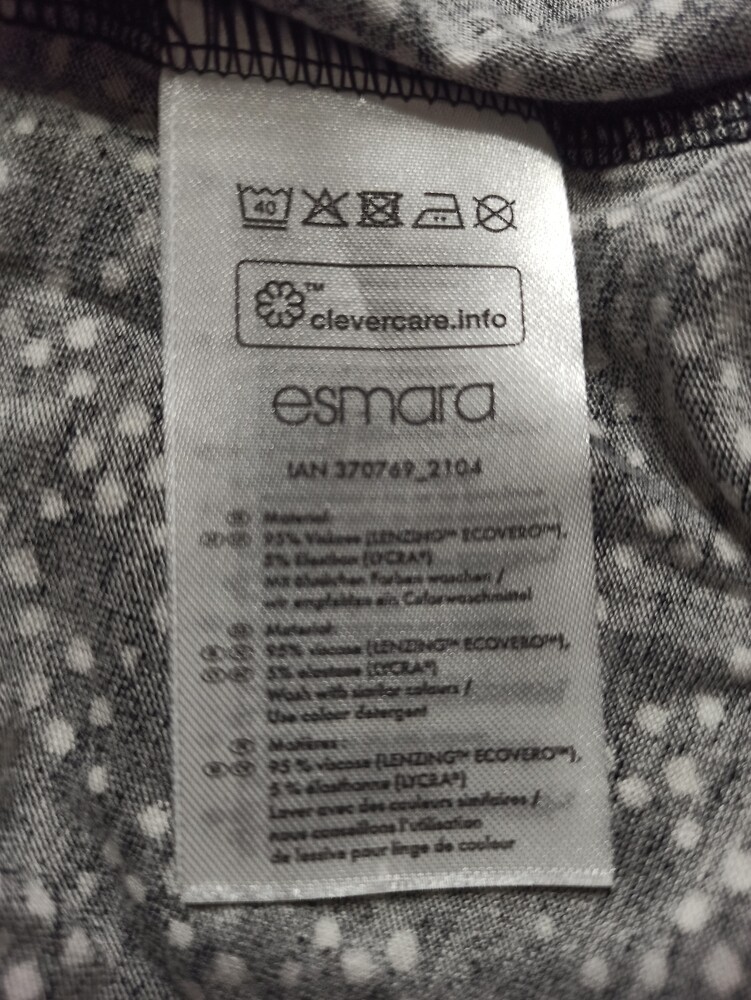 40
™
clevercare.info
esmara
IAN 370769_2104
Material:
95% Viskose (LENZING™ ECOVERO™),
5% Elasthan (LYCRA®)
Mit ähnlichen Farben waschen /
wir empfehlen ein Colorwaschmittel
Material:
95% viscose (LENZING™ ECOVERO™),
5% elastane (LYCRA®)
Wash with similar colours /
Use colour detergent
Matières :
95 % viscose (LENZING™ ECOVERO™),
5 % élasthanne (LYCRA®)
Laver avec des couleurs similaires /
nous conseillons l'utilisation
de lessive pour linge de couleur